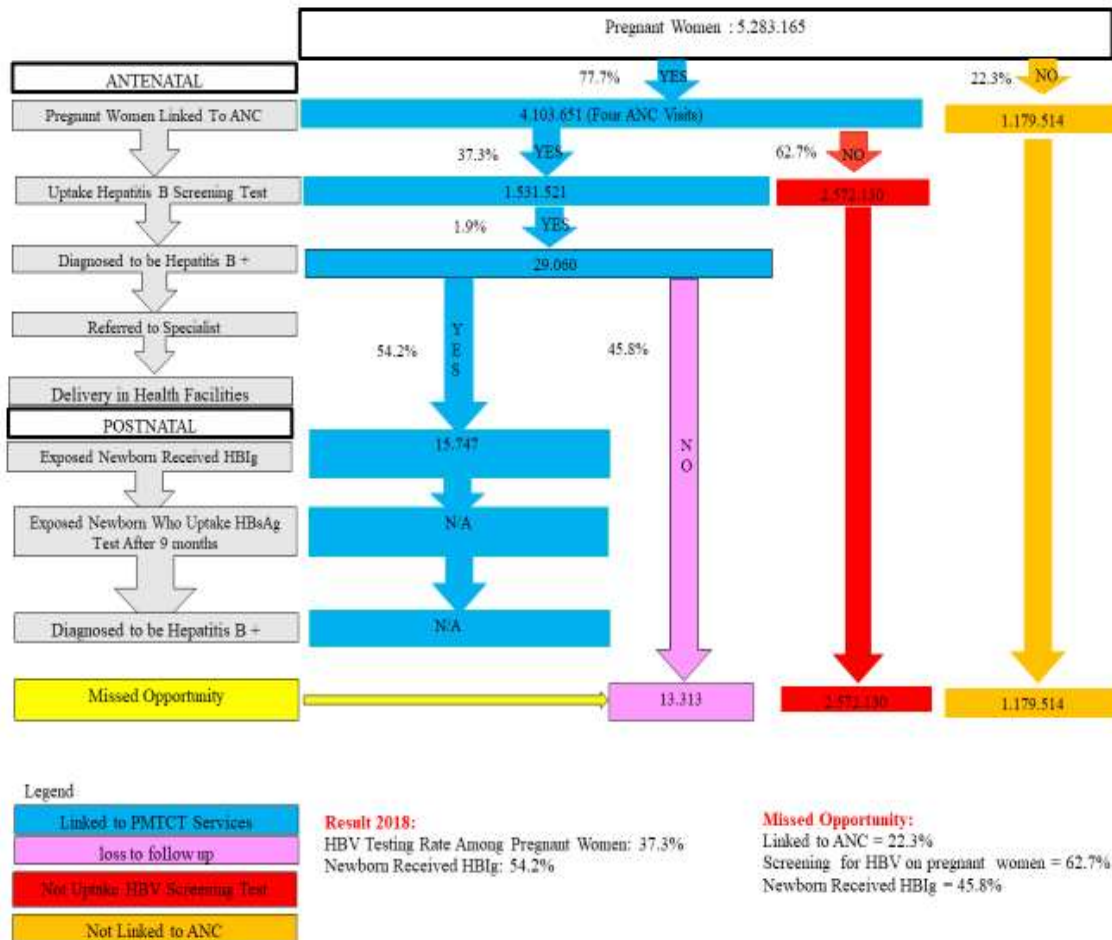 Pregnant Women : 5.283.165
ANTENATAL
77.7%
YES
22.3%
NO
Pregnant Women Linked To ANC
4.103.651 (Four ANC Visits)
1.179.514
37.3%
YES
62.7%
NO
Uptake Hepatitis B Screening Test
1.531.521
2.572.130
1.9%
YES
Diagnosed to be Hepatitis B +
29.060
Referred to Specialist
54.2%
YES
45.8%
NO
Delivery in Health Facilities
POSTNATAL
Exposed Newborn Received HBIg
15.747
Exposed Newborn Who Uptake HBsAg
Test After 9 months
N/A
Diagnosed to be Hepatitis B +
N/A
Missed Opportunity
13.313
2.572.130
1.179.514
Legend
Linked to PMTCT Services
loss to follow up
Not Uptake HBV Screening Test
Not Linked to ANC
Result 2018:
HBV Testing Rate Among Pregnant Women: 37.3%
Newborn Received HBIg: 54.2%
Missed Opportunity:
Linked to ANC = 22.3%
Screening for HBV on pregnant women = 62.7%
Newborn Received HBIg = 45.8%